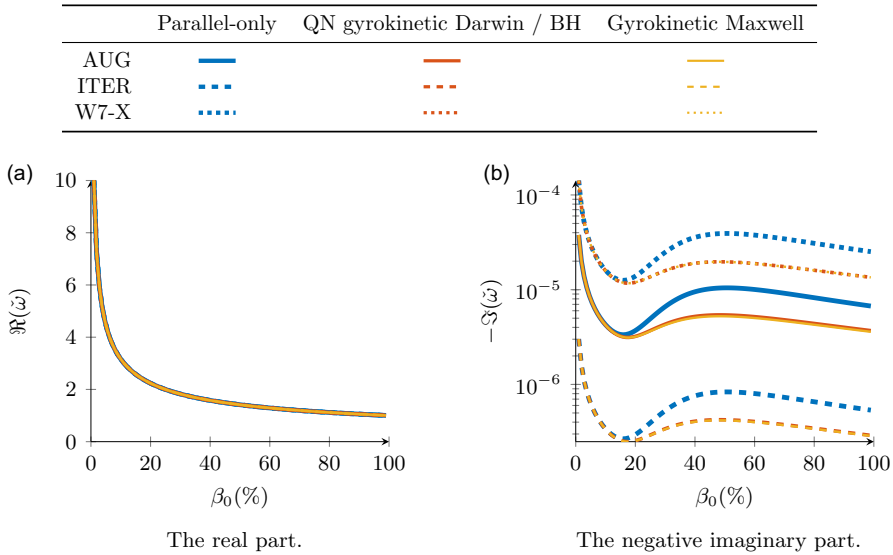 Parallel-only QN gyrokinetic Darwin / BH Gyrokinetic Maxwell
AUG
ITER
W7-X
(a)
10
8
6
4
2
0
ℜ(ω̌)
0 20 40 60 80 100
β₀(%)
The real part.
(b)
10⁻⁴
10⁻⁵
10⁻⁶
−ℑ(ω̌)
0 20 40 60 80 100
β₀(%)
The negative imaginary part.